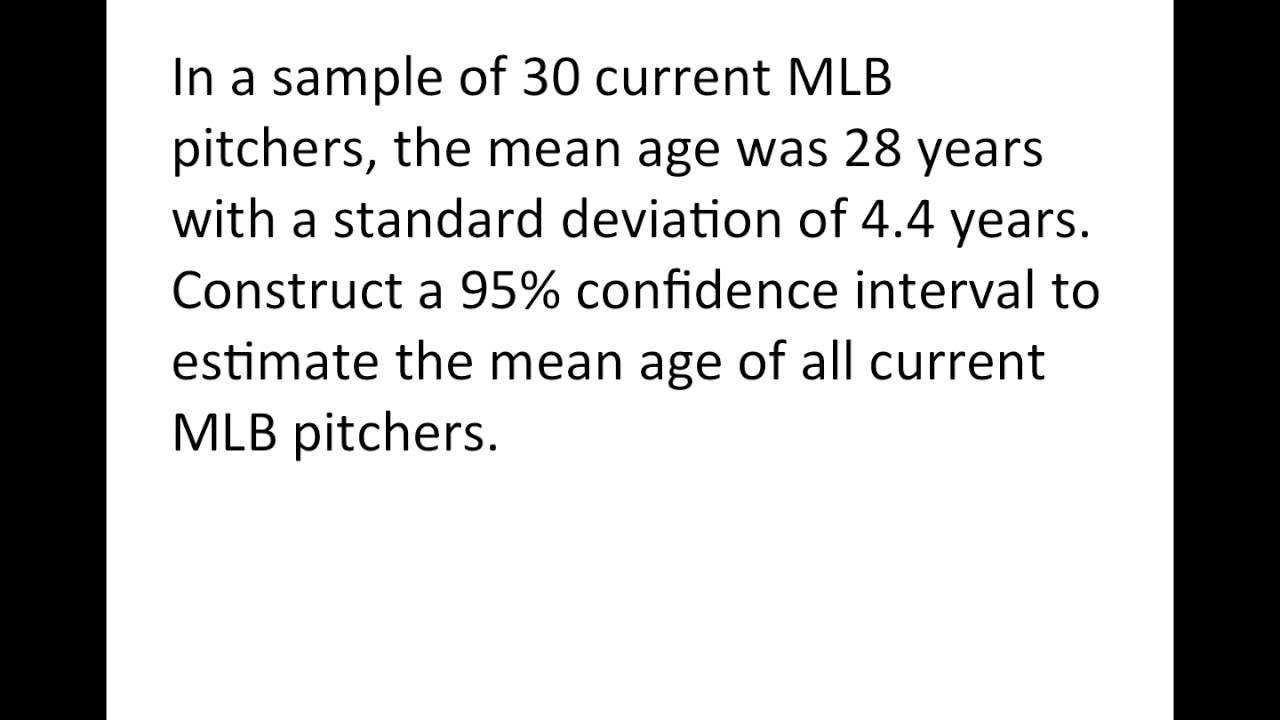 In a sample of 30 current MLB
pitchers, the mean age was 28 years
with a standard deviation of 4.4 years.
Construct a 95% confidence interval to
estimate the mean age of all current
MLB pitchers.